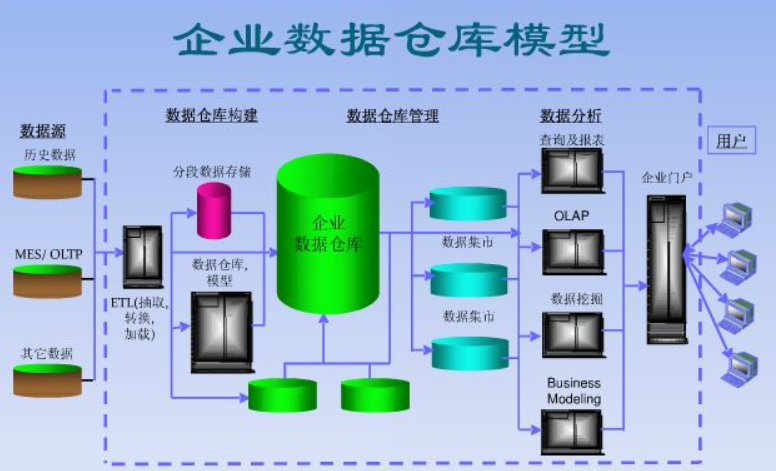 企业数据仓库模型
数据源
数据仓库构建
数据仓库管理
数据分析
用户
历史数据
MES/ OLTP
其它数据
ETL(抽取,
转换,
加载)
分段数据存储
数据仓库,
模型
企业
数据仓库
数据集市
数据集市
查询及报表
OLAP
数据挖掘
Business
Modeling
企业门户